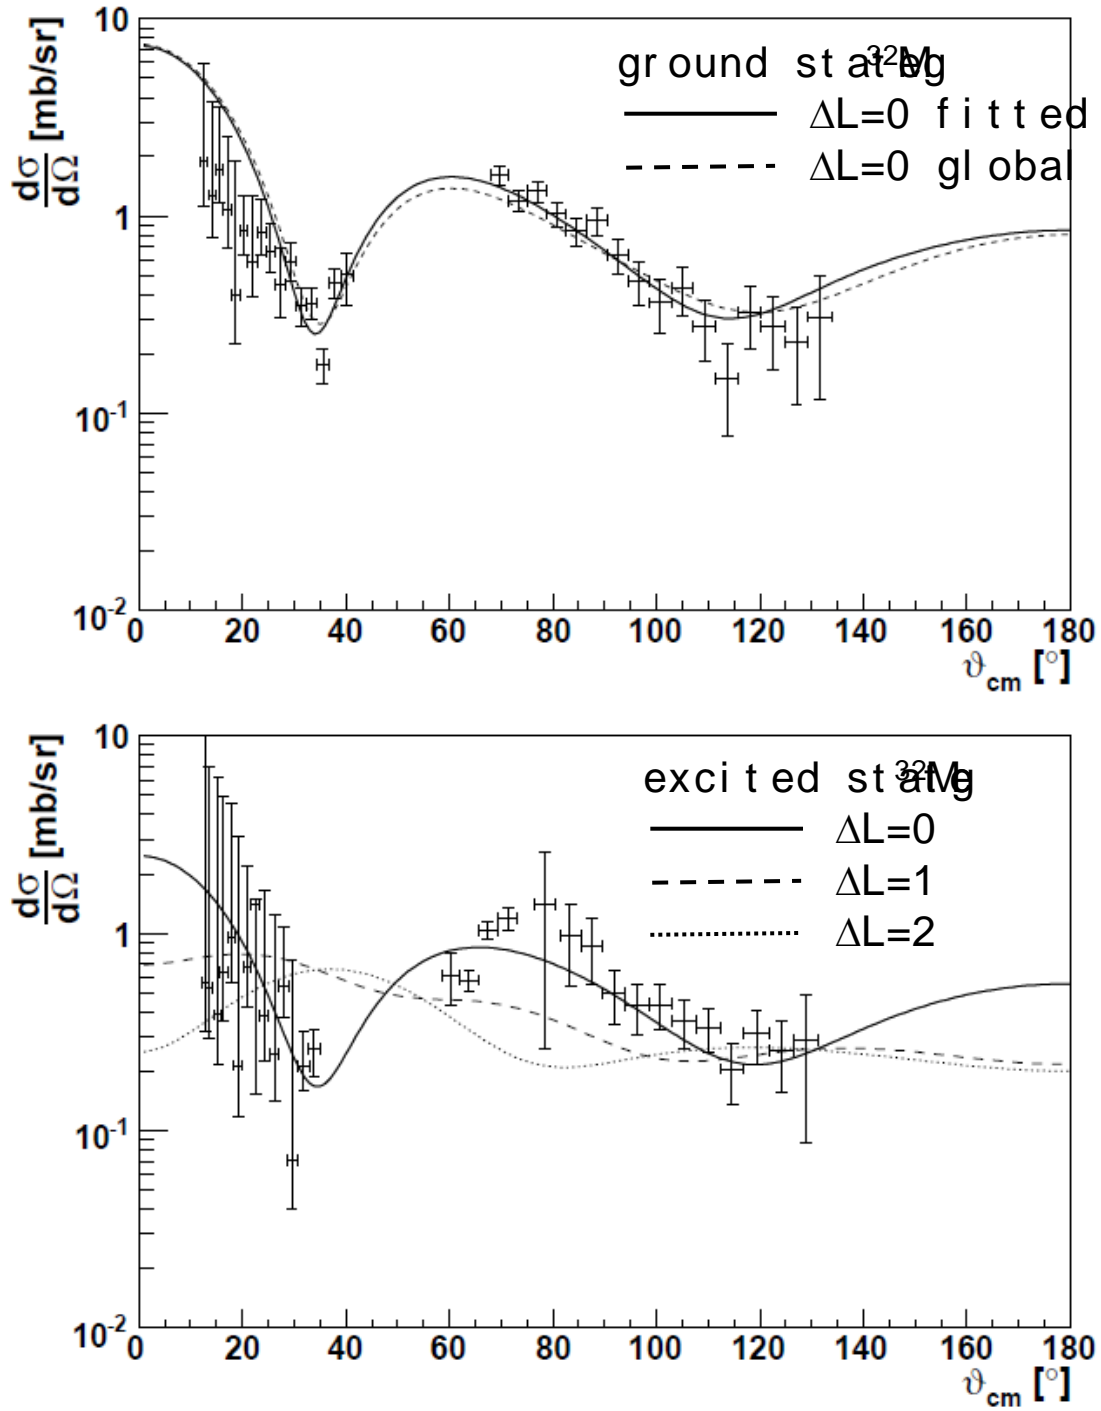 10
1
10-1
10-2
dσ/dΩ [mb/sr]
ground state 32Mg
ΔL=0 fitted
ΔL=0 global
0 20 40 60 80 100 120 140 160 180
ϑcm [°]
10
1
10-1
10-2
dσ/dΩ [mb/sr]
excited state 32Mg
ΔL=0
ΔL=1
ΔL=2
0 20 40 60 80 100 120 140 160 180
ϑcm [°]